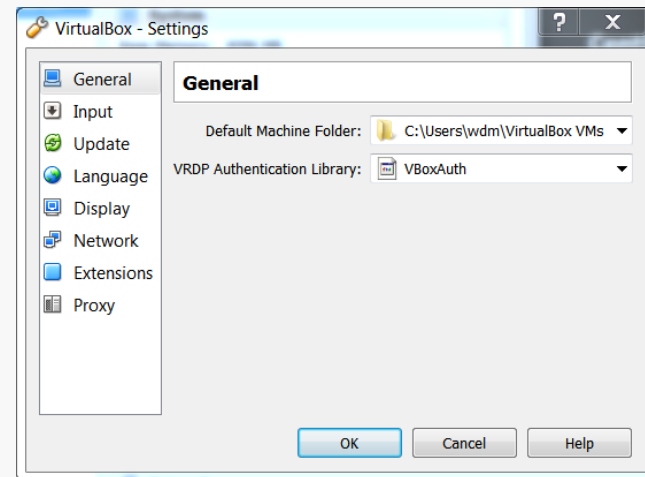 VirtualBox - Settings
? X
General
Input
Update
Language
Display
Network
Extensions
Proxy
General
Default Machine Folder: C:\Users\wdm\VirtualBox VMs
VRDP Authentication Library: VBoxAuth
OK Cancel Help